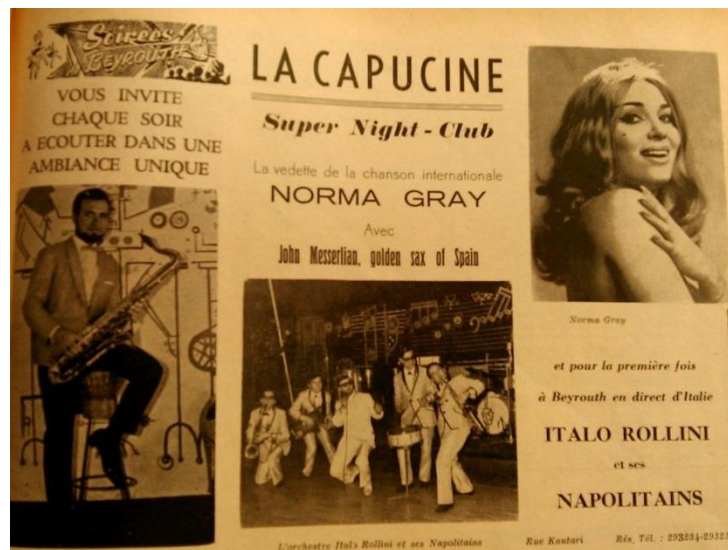 Soirées
BEYROUTH
VOUS INVITE
CHAQUE SOIR
A ECOUTER DANS UNE
AMBIANCE UNIQUE
LA CAPUCINE
Super Night-Club
La vedette de la chanson internationale
NORMA GRAY
Avec
John Messerlian, golden sax of Spain
Norma Gray
et pour la première fois
à Beyrouth en direct d'Italie
ITALO ROLLINI
et ses
NAPOLITAINS
L'orchestre Italo Rollini et ses Napolitains
Rue Kantari Rés. Tél. : 293234-2932